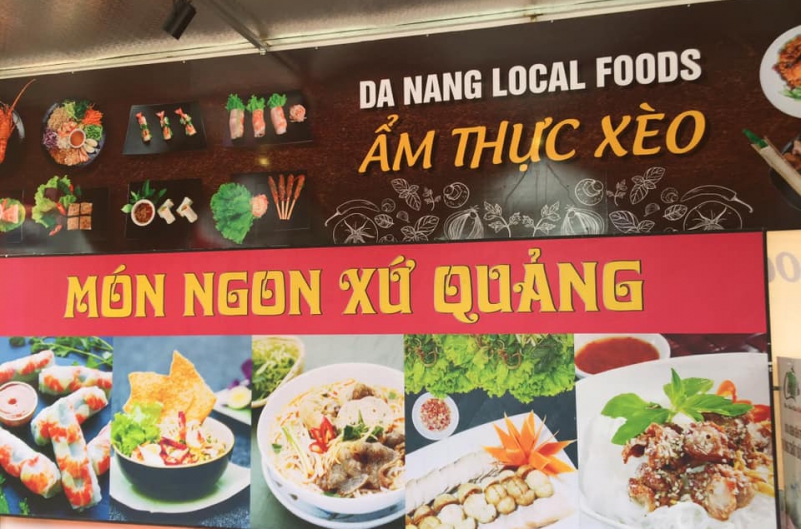 DA NANG LOCAL FOODS
ẨM THỰC XÈO
MÓN NGON XỨ QUẢNG